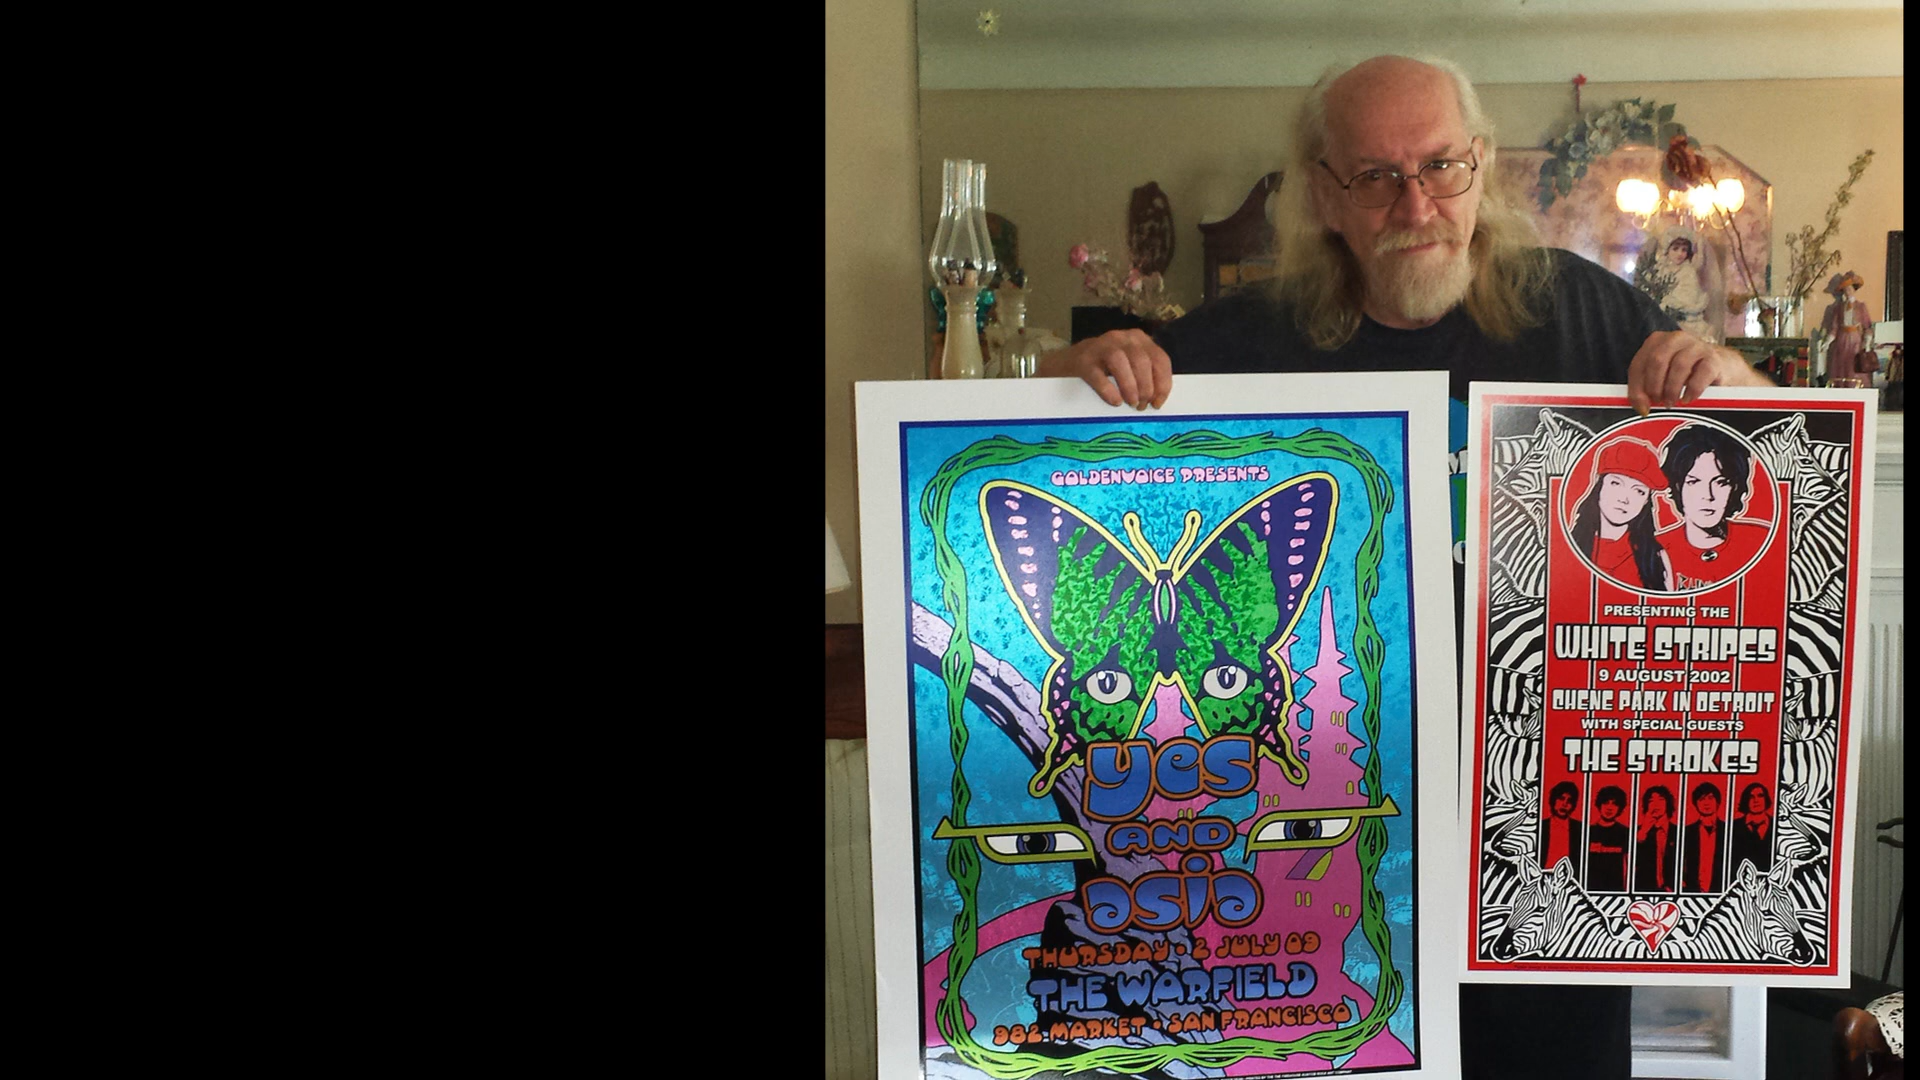 GOLDENVOICE PRESENTS
yes
AND
asia
THURSDAY • 2 JULY 09
THE WARFIELD
982 MARKET • SAN FRANCISCO
PRESENTING THE
WHITE STRIPES
9 AUGUST 2002
CHENE PARK IN DETROIT
WITH SPECIAL GUESTS
THE STROKES